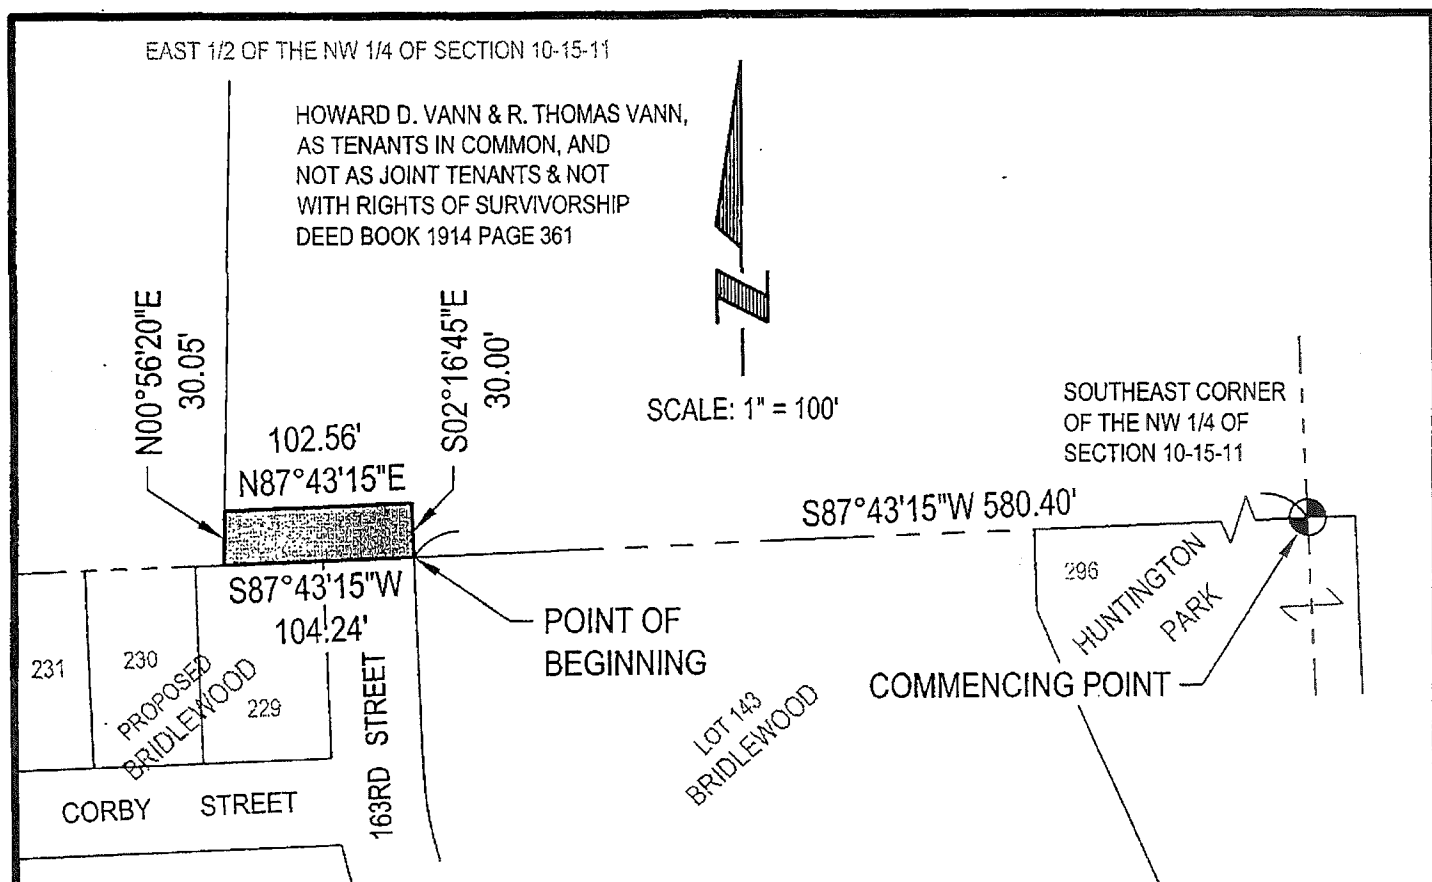 EAST 1/2 OF THE NW 1/4 OF SECTION 10-15-11
HOWARD D. VANN & R. THOMAS VANN,
AS TENANTS IN COMMON, AND
NOT AS JOINT TENANTS & NOT
WITH RIGHTS OF SURVIVORSHIP
DEED BOOK 1914 PAGE 361
N00°56'20"E
30.05'
S02°16'45"E
30.00'
SCALE: 1" = 100'
SOUTHEAST CORNER
OF THE NW 1/4 OF
SECTION 10-15-11
102.56'
N87°43'15"E
S87°43'15"W 580.40'
S87°43'15"W
104.24'
POINT OF
BEGINNING
296
HUNTINGTON
PARK
COMMENCING POINT
231
230
229
PROPOSED
BRIDLEWOOD
163RD STREET
LOT 143
BRIDLEWOOD
CORBY STREET